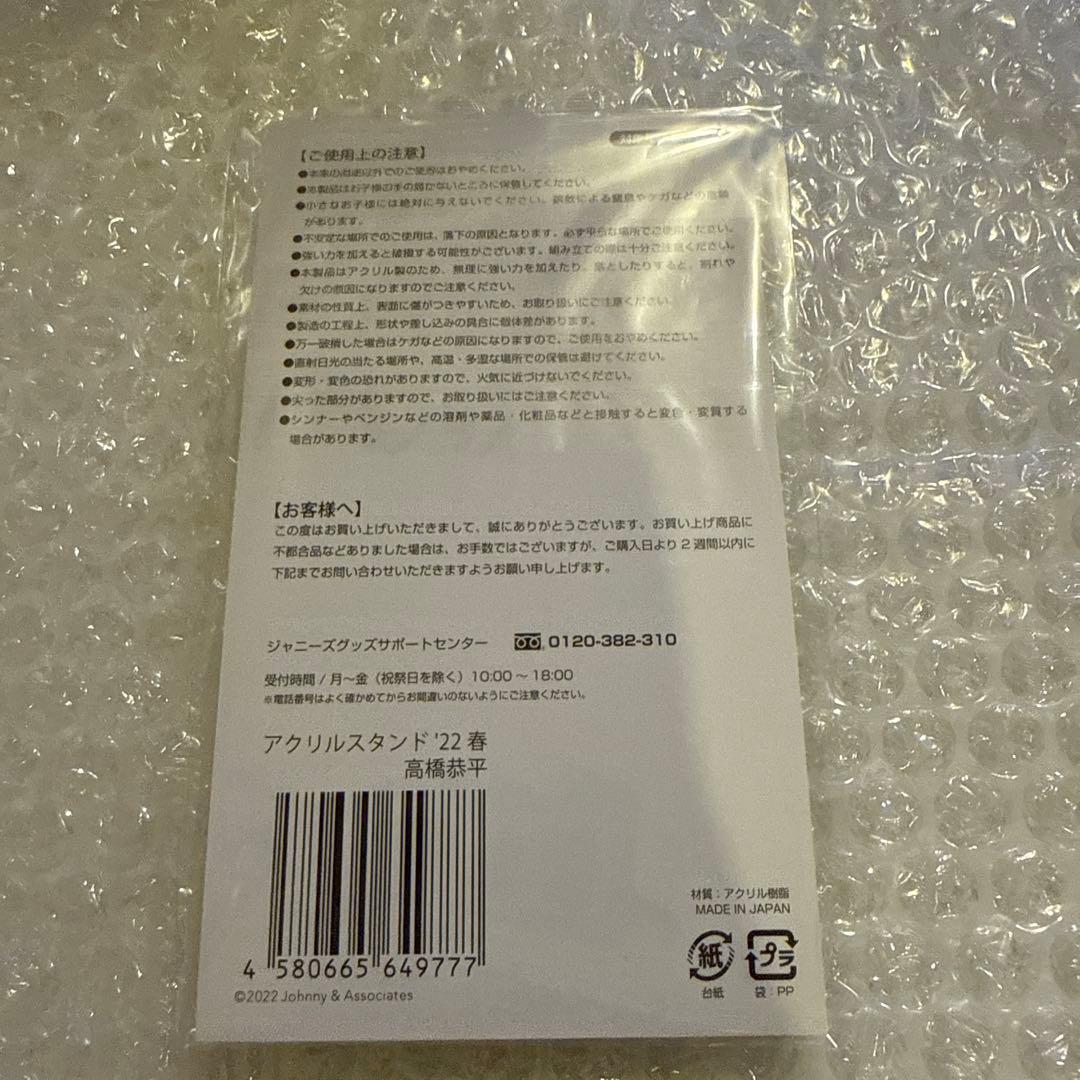 【ご使用上の注意】
●本来の用途以外でのご使用はおやめください。
●本製品はお子様の手の届かないところに保管してください。
●小さなお子様には絶対に与えないでください。誤飲による窒息やケガなどの危険
があります。
●不安定な場所でのご使用は、落下の原因となります。必ず平らな場所でご使用ください。
●強い力を加えると破損する可能性がございます。組み立ての際は十分ご注意ください。
●本製品はアクリル製のため、無理に強い力を加えたり、落としたりすると、割れや
欠けの原因になりますのでご注意ください。
●素材の性質上、表面に傷がつきやすいため、お取り扱いにご注意ください。
●製造の工程上、形状や差し込みの具合に個体差があります。
●万一破損した場合はケガなどの原因になりますので、ご使用をおやめください。
●直射日光の当たる場所や、高温・多湿な場所での保管は避けてください。
●変形・変色の恐れがありますので、火気に近づけないでください。
●尖った部分がありますので、お取り扱いにはご注意ください。
●シンナーやベンジンなどの溶剤や薬品・化粧品などと接触すると変色・変質する
場合があります。
【お客様へ】
この度はお買い上げいただきまして、誠にありがとうございます。お買い上げ商品に
不都合品などありました場合は、お手数ではございますが、ご購入日より2週間以内に
下記までお問い合わせいただきますようお願い申し上げます。
ジャニーズグッズサポートセンター 0120-382-310
受付時間/月〜金(祝祭日を除く)10:00〜18:00
※電話番号はよく確かめてからお間違いのないようにご注意ください。
アクリルスタンド '22 春
高橋恭平
4 580665 649777
©2022 Johnny & Associates
材質:アクリル樹脂
MADE IN JAPAN
紙 プラ
台紙 袋:PP